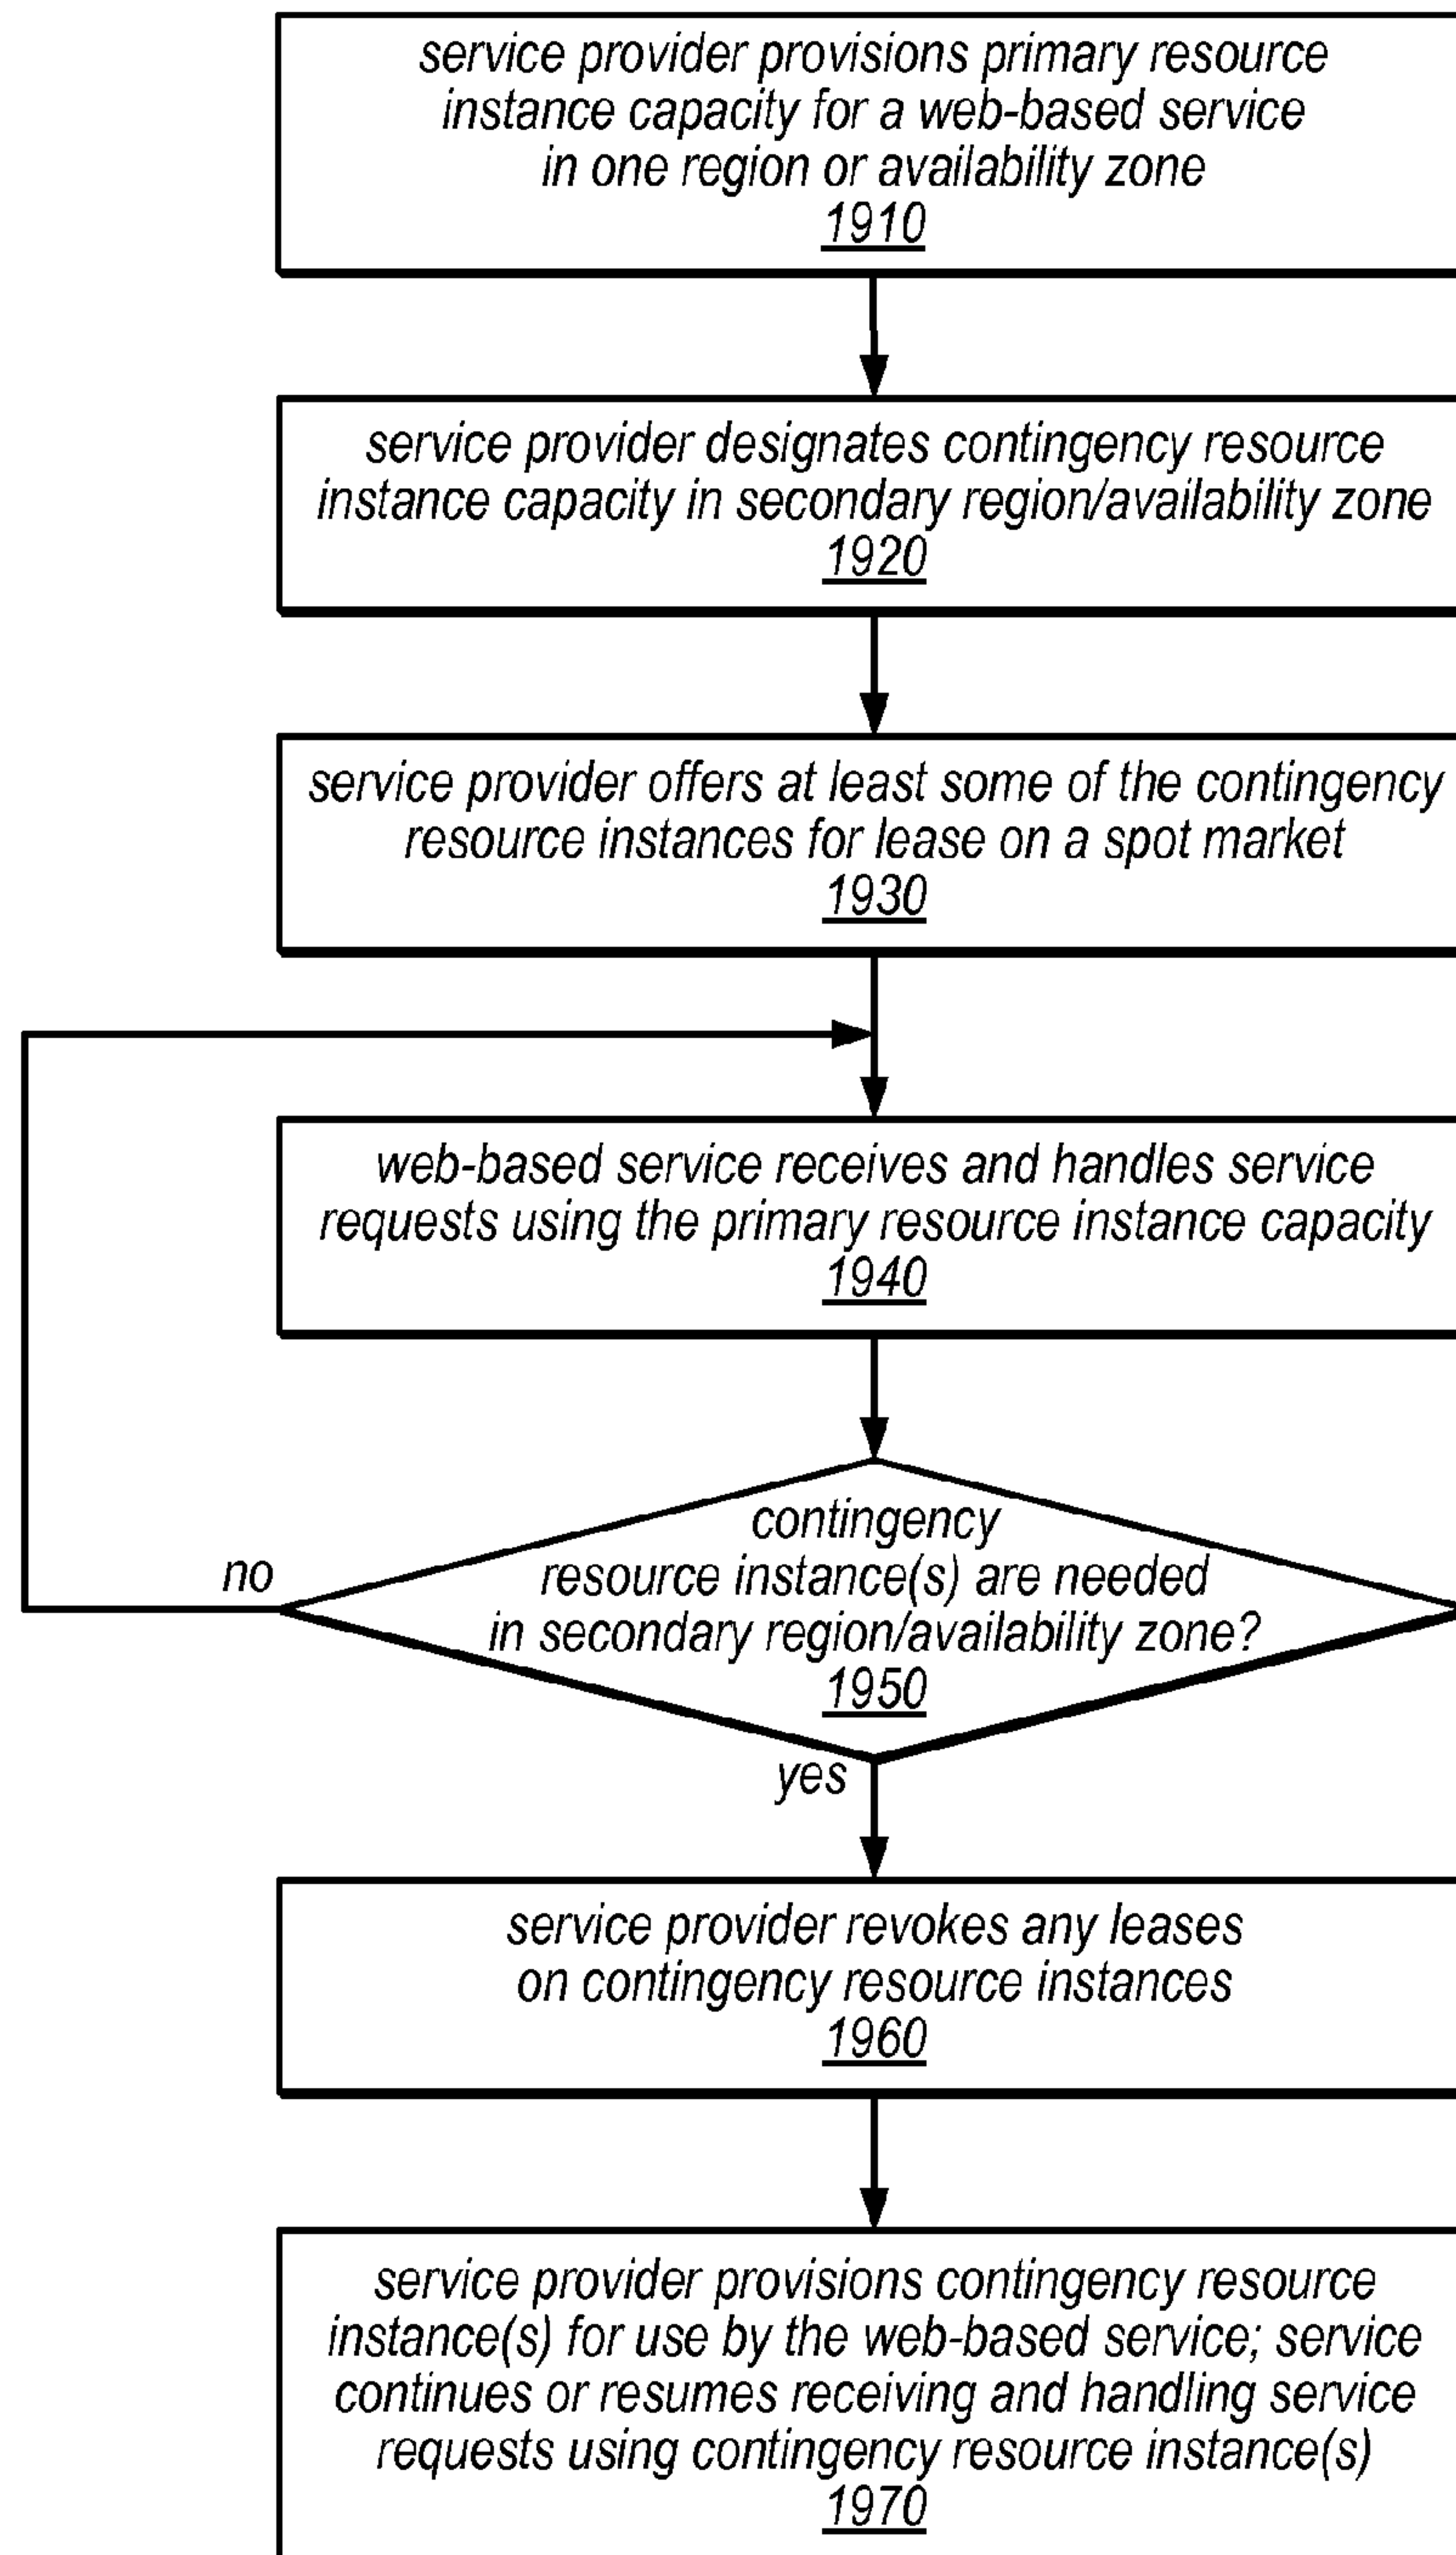 service provider provisions primary resource
instance capacity for a web-based service
in one region or availability zone
1910
service provider designates contingency resource
instance capacity in secondary region/availability zone
1920
service provider offers at least some of the contingency
resource instances for lease on a spot market
1930
web-based service receives and handles service
requests using the primary resource instance capacity
1940
contingency
resource instance(s) are needed
in secondary region/availability zone?
1950
no
yes
service provider revokes any leases
on contingency resource instances
1960
service provider provisions contingency resource
instance(s) for use by the web-based service; service
continues or resumes receiving and handling service
requests using contingency resource instance(s)
1970